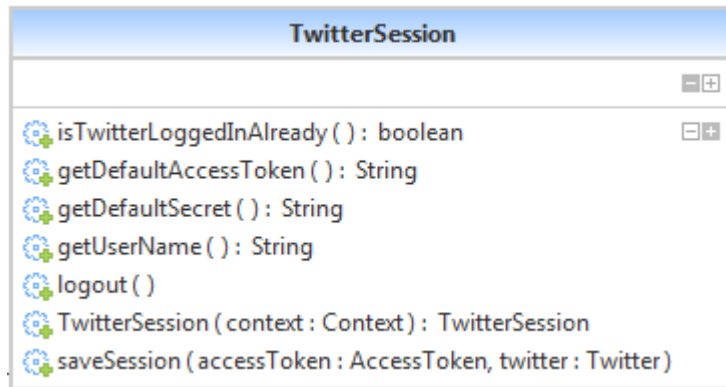 TwitterSession
isTwitterLoggedInAlready ( ) : boolean
getDefaultAccessToken ( ) : String
getDefaultSecret ( ) : String
getUserName ( ) : String
logout ( )
TwitterSession ( context : Context ) : TwitterSession
saveSession ( accessToken : AccessToken, twitter : Twitter )